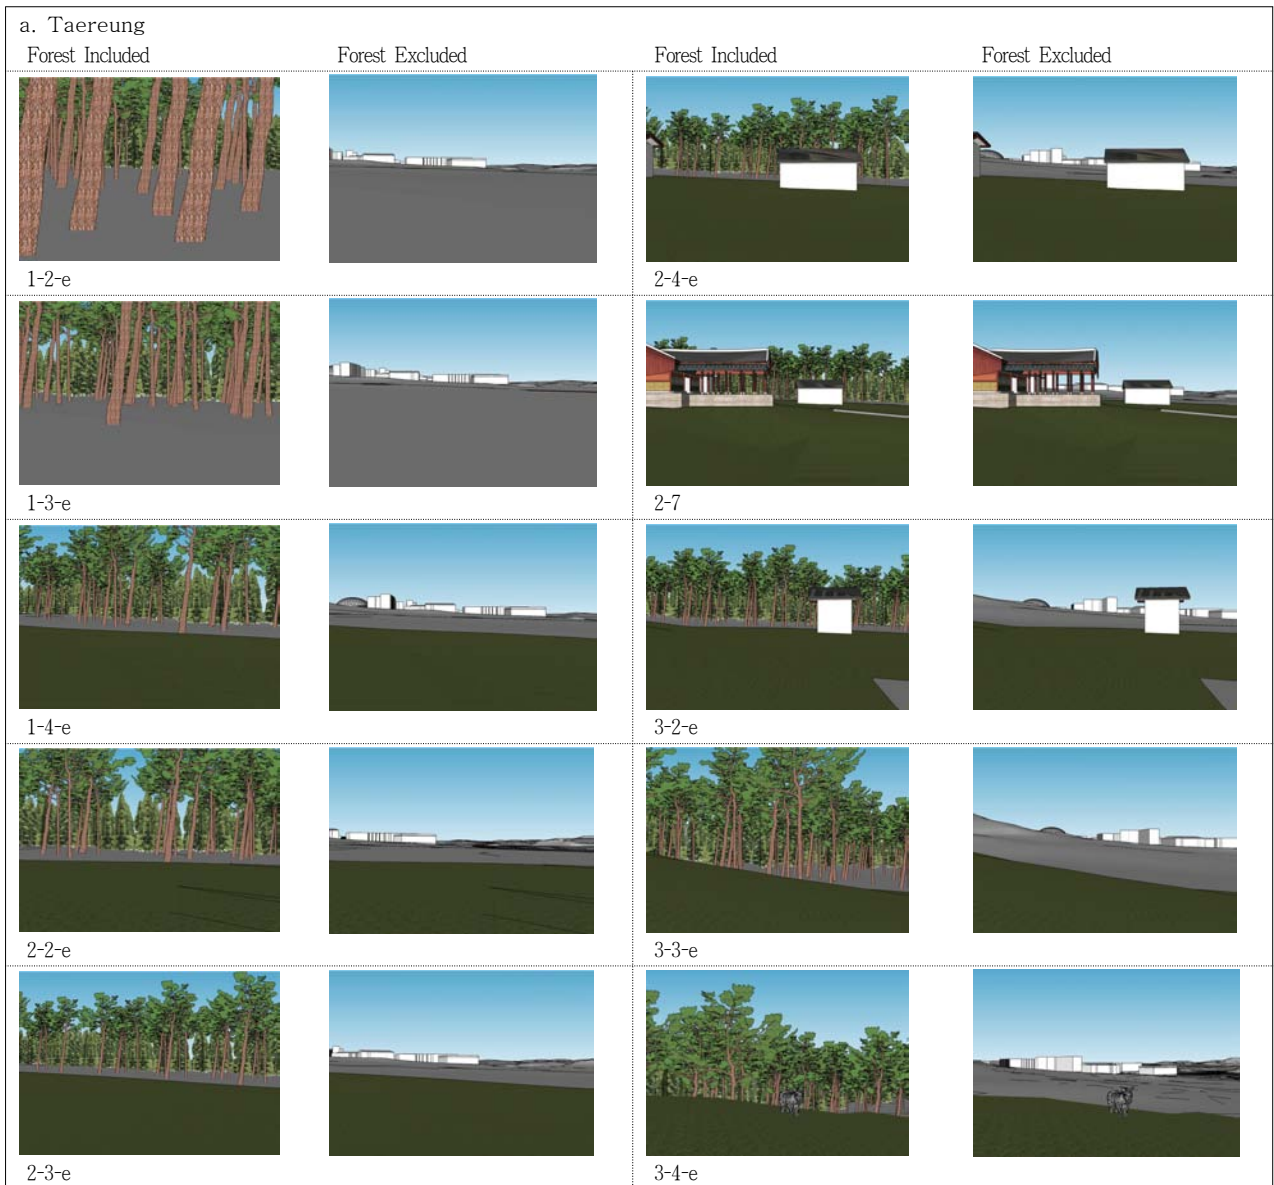 a. Taereung
Forest Included Forest Excluded Forest Included Forest Excluded
1-2-e 2-4-e
1-3-e 2-7
1-4-e 3-2-e
2-2-e 3-3-e
2-3-e 3-4-e